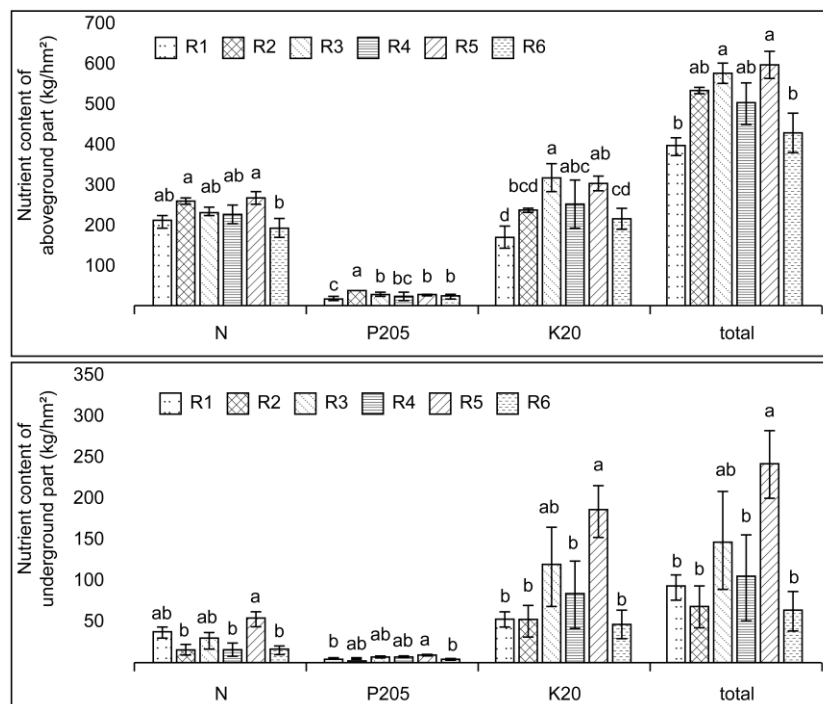 Nutrient content of
aboveground part (kg/hm²)
700
600
500
400
300
200
100
R1 R2 R3 R4 R5 R6
ab a ab ab a b
c a b bc b b
d bcd a abc ab cd
b ab a ab a b
N P205 K20 total
Nutrient content of
underground part (kg/hm²)
350
300
250
200
150
100
50
R1 R2 R3 R4 R5 R6
ab b ab b a b
b ab ab ab a b
b b ab b a b
b b ab b a b
N P205 K20 total